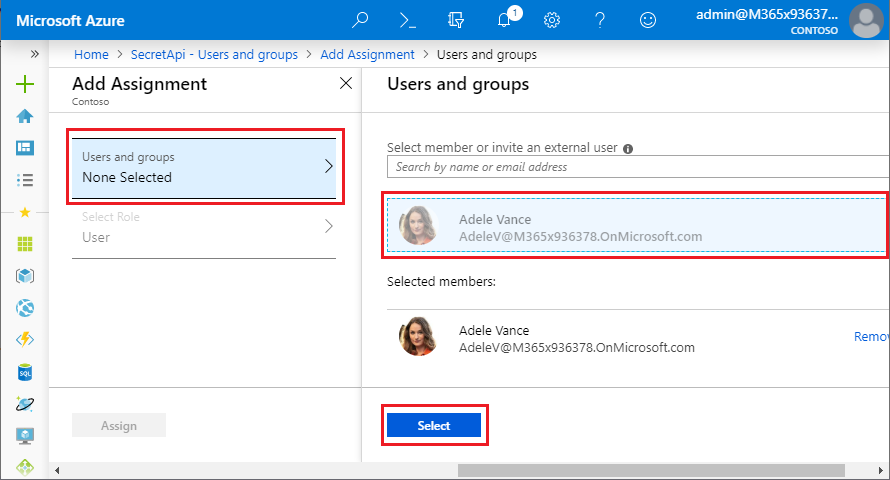 Microsoft Azure
1
admin@M365x93637...
CONTOSO
Home > SecretApi - Users and groups > Add Assignment > Users and groups
»
Add Assignment
Contoso
Users and groups
None Selected
Select Role
User
Assign
Users and groups
Select member or invite an external user
Search by name or email address
Adele Vance
AdeleV@M365x936378.OnMicrosoft.com
Selected members:
Adele Vance
AdeleV@M365x936378.OnMicrosoft.com
Remov
Select
SQL